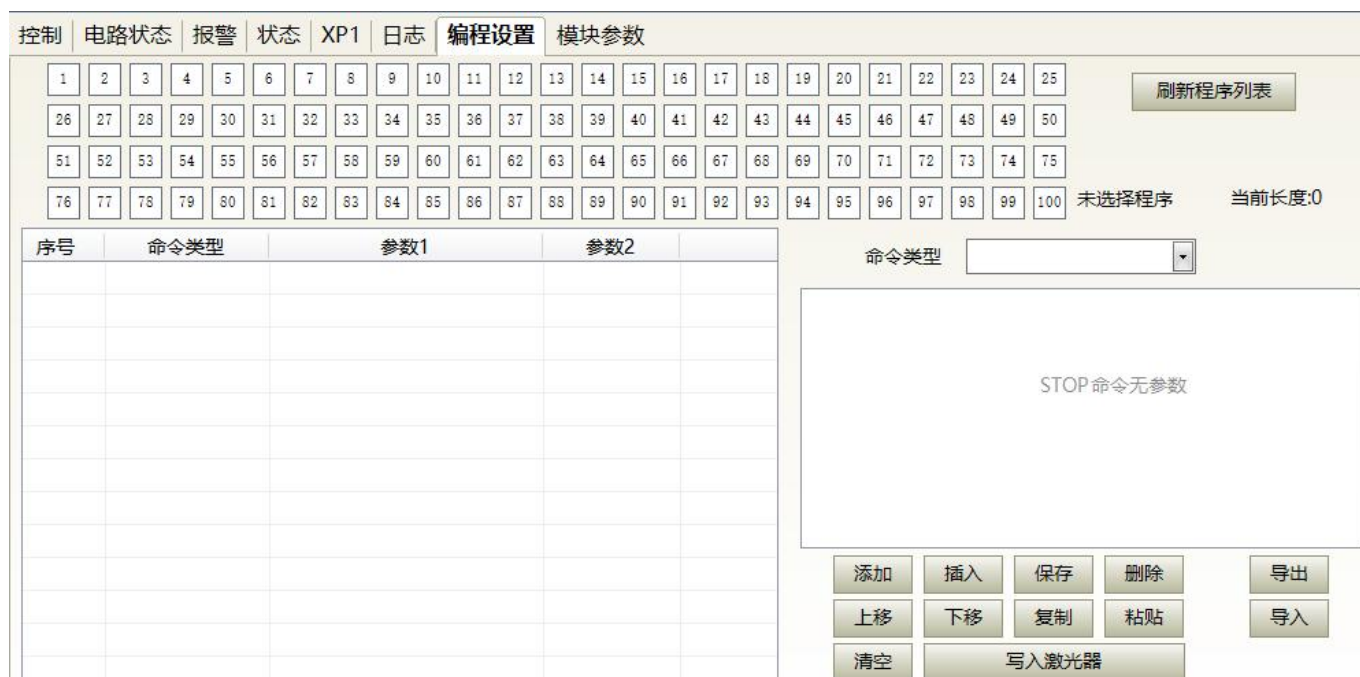 控制 电路状态 报警 状态 XP1 日志 编程设置 模块参数
1 2 3 4 5 6 7 8 9 10 11 12 13 14 15 16 17 18 19 20 21 22 23 24 25 刷新程序列表
26 27 28 29 30 31 32 33 34 35 36 37 38 39 40 41 42 43 44 45 46 47 48 49 50
51 52 53 54 55 56 57 58 59 60 61 62 63 64 65 66 67 68 69 70 71 72 73 74 75
76 77 78 79 80 81 82 83 84 85 86 87 88 89 90 91 92 93 94 95 96 97 98 99 100 未选择程序 当前长度:0
序号 命令类型 参数1 参数2 命令类型
STOP命令无参数
添加 插入 保存 删除 导出
上移 下移 复制 粘贴 导入
清空 写入激光器